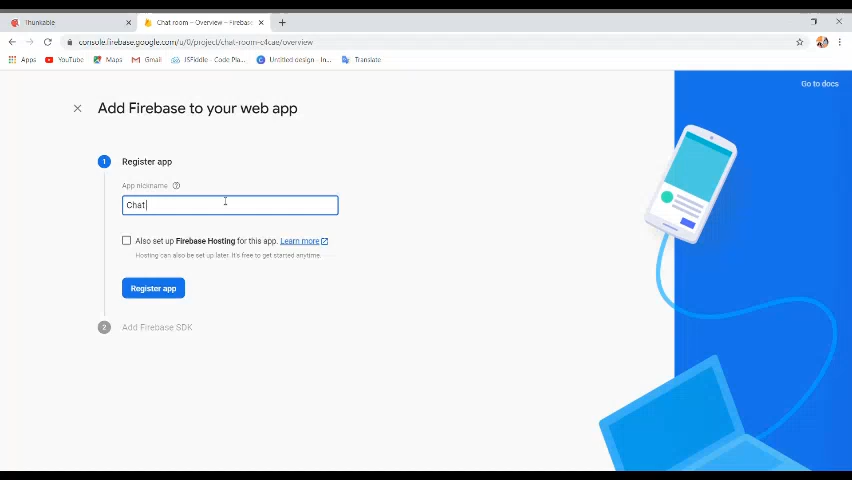 Thunkable
Chat room – Overview – Firebase
console.firebase.google.com/u/0/project/chat-room-c4cae/overview
Apps
YouTube
Maps
Gmail
JSFiddle - Code Pla...
Untitled design - In...
Translate
Go to docs
Add Firebase to your web app
1 Register app
App nickname
Chat
Also set up Firebase Hosting for this app. Learn more
Hosting can also be set up later. It's free to get started anytime.
Register app
2 Add Firebase SDK